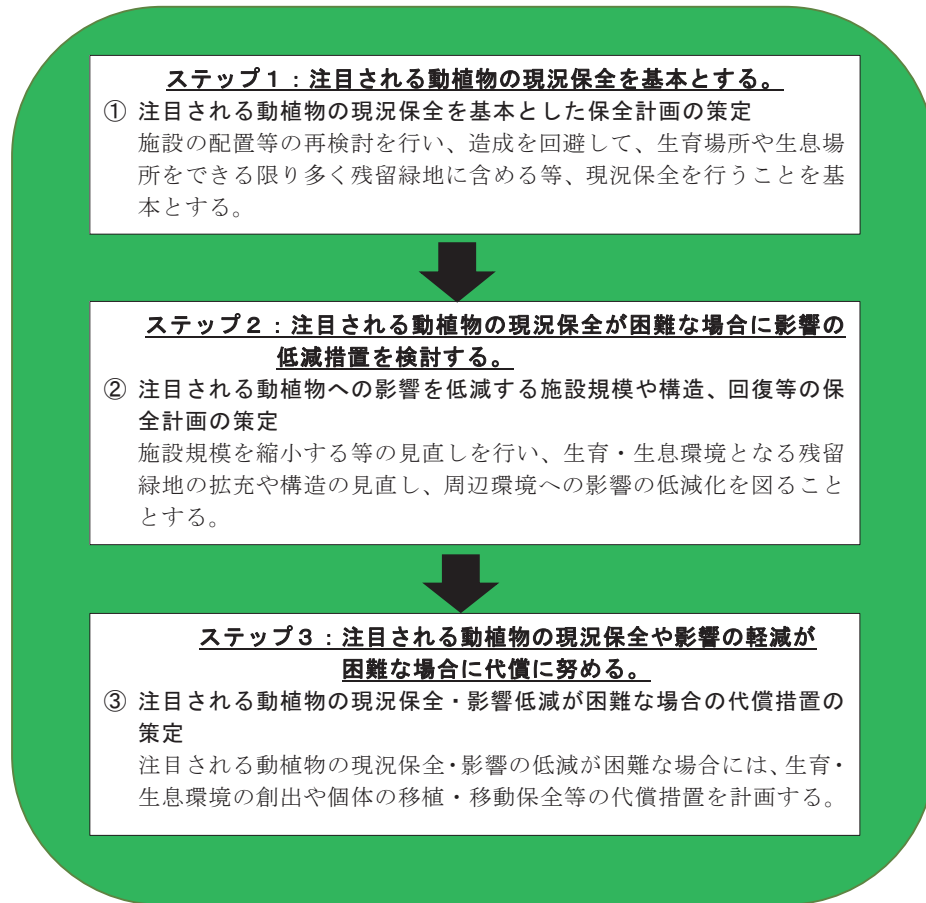 ステップ１：注目される動植物の現況保全を基本とする。
① 注目される動植物の現況保全を基本とした保全計画の策定
施設の配置等の再検討を行い、造成を回避して、生育場所や生息場
所をできる限り多く残留緑地に含める等、現況保全を行うことを基
本とする。
ステップ２：注目される動植物の現況保全が困難な場合に影響の
低減措置を検討する。
② 注目される動植物への影響を低減する施設規模や構造、回復等の保
全計画の策定
施設規模を縮小する等の見直しを行い、生育・生息環境となる残留
緑地の拡充や構造の見直し、周辺環境への影響の低減化を図ること
とする。
ステップ３：注目される動植物の現況保全や影響の軽減が
困難な場合に代償に努める。
③ 注目される動植物の現況保全・影響低減が困難な場合の代償措置の
策定
注目される動植物の現況保全・影響の低減が困難な場合には、生育・
生息環境の創出や個体の移植・移動保全等の代償措置を計画する。